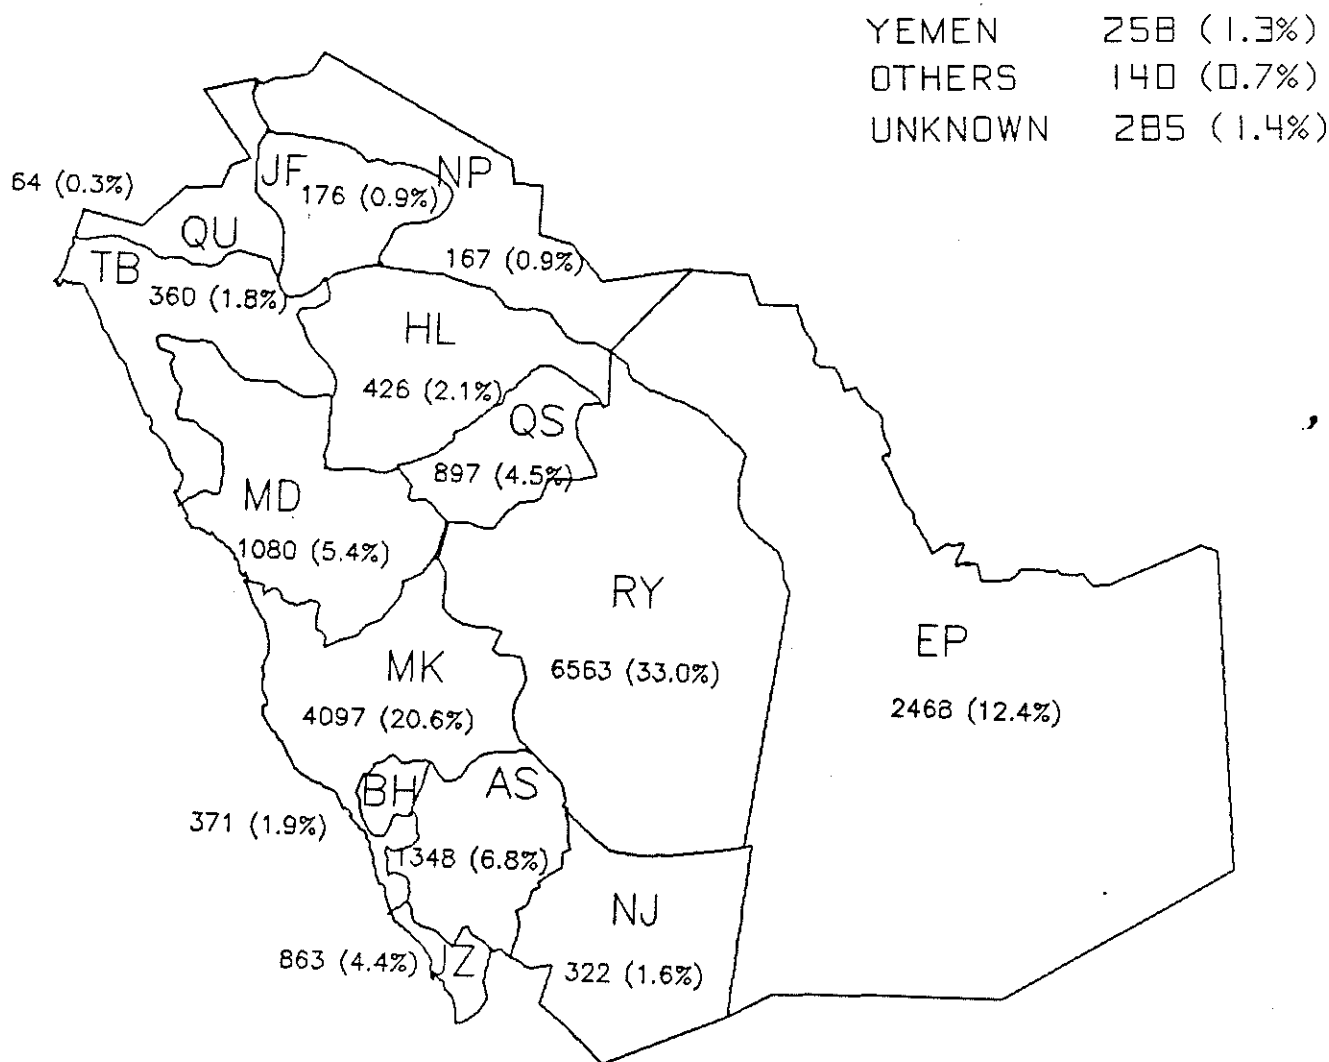 YEMEN 258 (1.3%)
OTHERS 140 (0.7%)
UNKNOWN 285 (1.4%)
JF
176 (0.9%)
NP
64 (0.3%)
QU
TB
360 (1.8%)
167 (0.9%)
HL
426 (2.1%)
QS
897 (4.5%)
MD
1080 (5.4%)
RY
6563 (33.0%)
EP
2468 (12.4%)
MK
4097 (20.6%)
BH
371 (1.9%)
AS
1348 (6.8%)
NJ
322 (1.6%)
863 (4.4%)
JZ